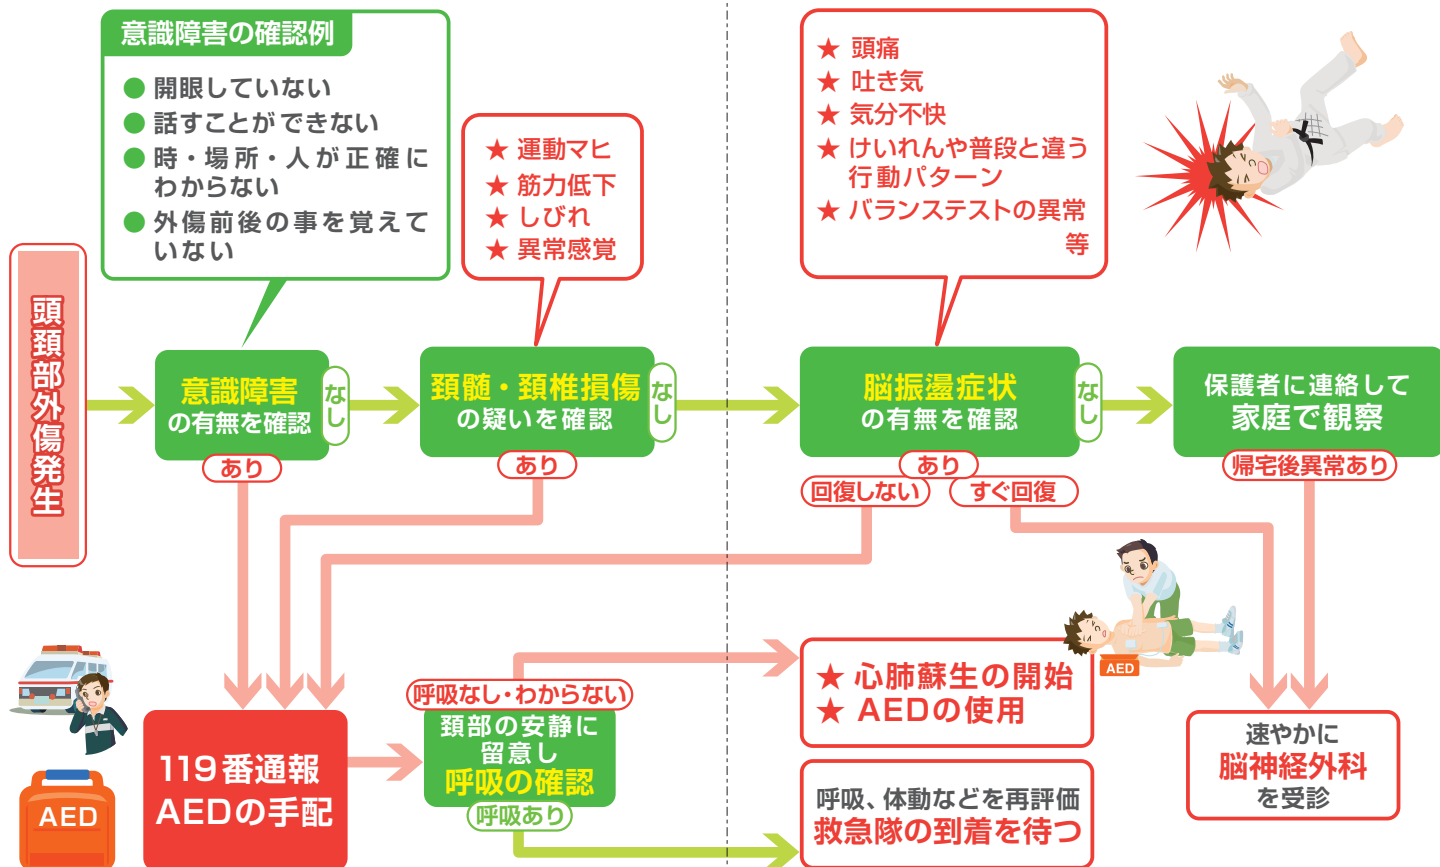 意識障害の確認例
● 開眼していない
● 話すことができない
● 時・場所・人が正確に
わからない
● 外傷前後の事を覚えて
いない
★ 運動マヒ
★ 筋力低下
★ しびれ
★ 異常感覚
★ 頭痛
★ 吐き気
★ 気分不快
★ けいれんや普段と違う
行動パターン
★ バランステストの異常
等
頭頚部外傷発生
意識障害
の有無を確認
なし
あり
頚髄・頚椎損傷
の疑いを確認
なし
あり
脳振盪症状
の有無を確認
なし
あり
回復しない
すぐ回復
保護者に連絡して
家庭で観察
帰宅後異常あり
119番通報
AEDの手配
呼吸なし・わからない
頚部の安静に
留意し
呼吸の確認
呼吸あり
★ 心肺蘇生の開始
★ AEDの使用
呼吸、体動などを再評価
救急隊の到着を待つ
速やかに
脳神経外科
を受診
AED
AED